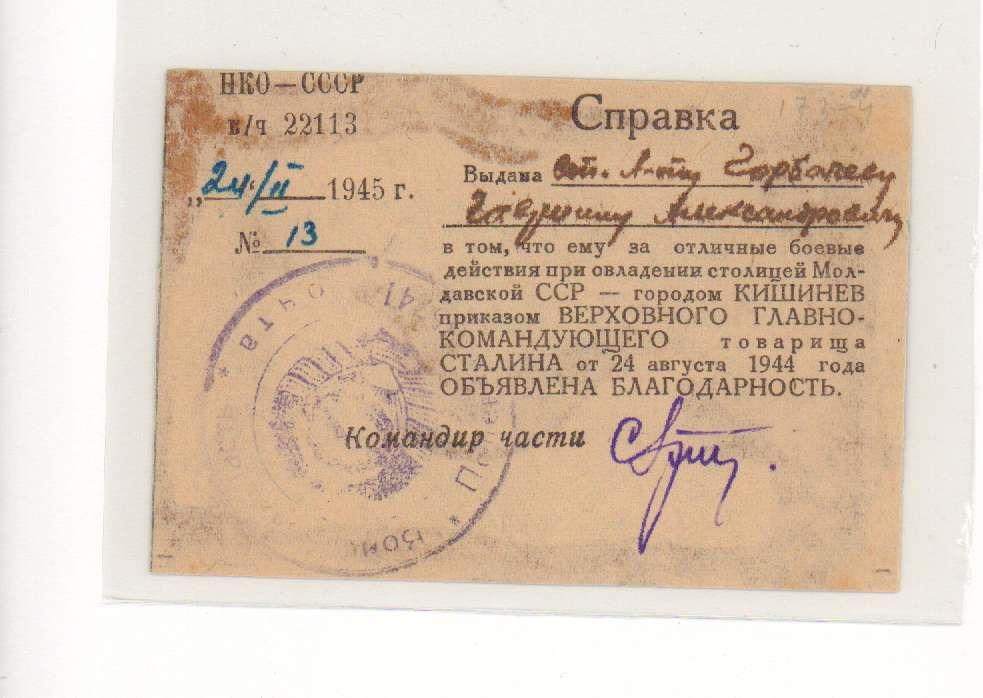 НКО—СССР
в/ч 22113
„24/II 1945 г.
№ 13
Справка
Выдана Горбачеву
Александровичу
в том, что ему за отличные боевые
действия при овладении столицей Мол-
давской ССР — городом КИШИНЕВ
приказом ВЕРХОВНОГО ГЛАВНО-
КОМАНДУЮЩЕГО товарища
СТАЛИНА от 24 августа 1944 года
ОБЪЯВЛЕНА БЛАГОДАРНОСТЬ.
Командир части